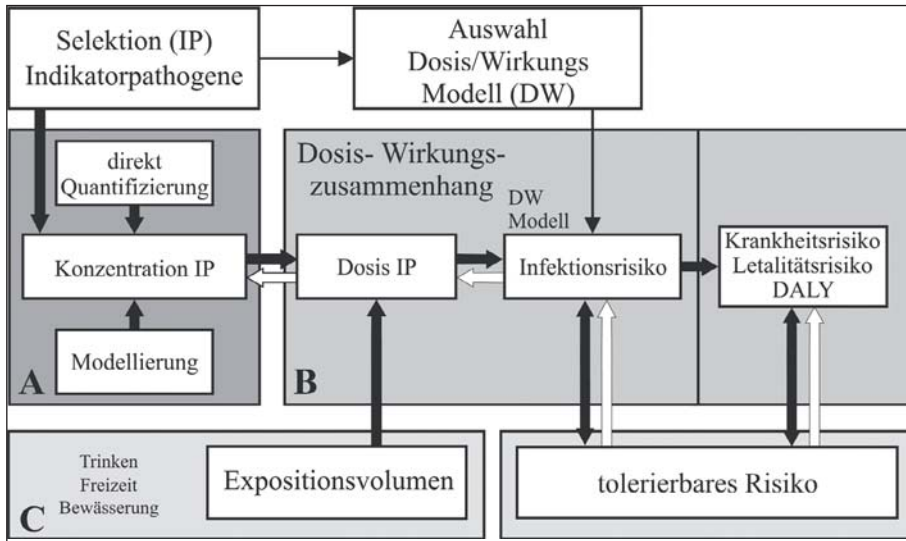 Selektion (IP)
Indikatorpathogene
Auswahl
Dosis/Wirkungs
Modell (DW)
direkt
Quantifizierung
Konzentration IP
Modellierung
A
Dosis- Wirkungs-
zusammenhang
DW
Modell
Dosis IP
Infektionsrisiko
Krankheitsrisiko
Letalitätsrisiko
DALY
B
Trinken
Freizeit
Bewässerung
C
Expositionsvolumen
tolerierbares Risiko